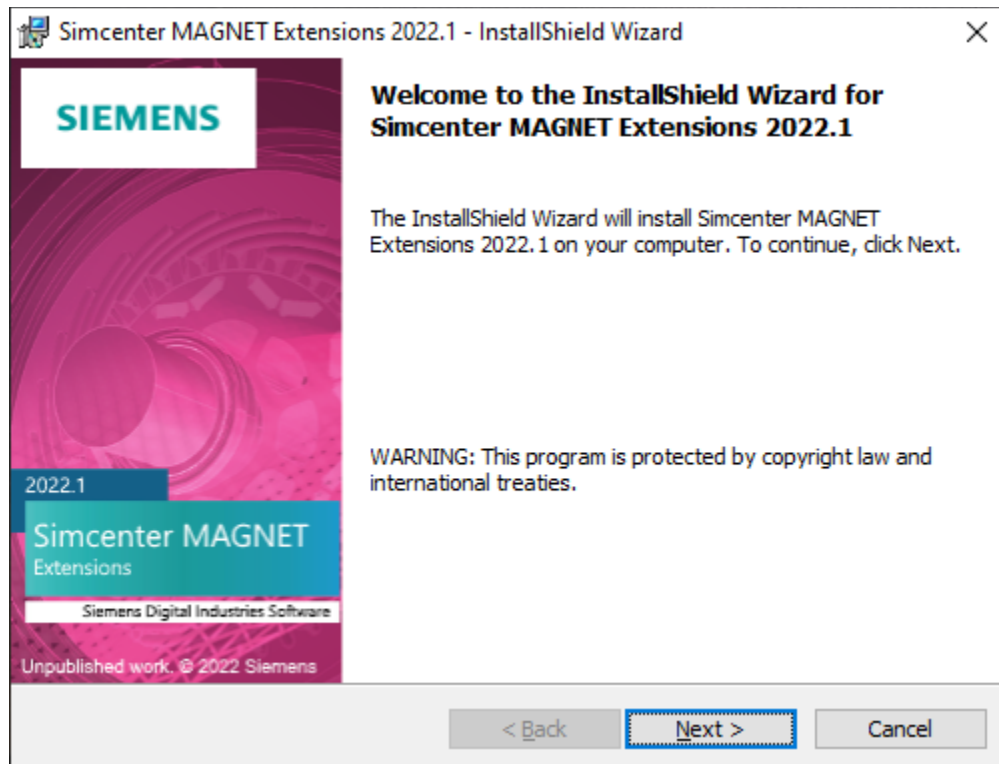 Simcenter MAGNET Extensions 2022.1 - InstallShield Wizard
SIEMENS
Welcome to the InstallShield Wizard for
Simcenter MAGNET Extensions 2022.1
The InstallShield Wizard will install Simcenter MAGNET
Extensions 2022.1 on your computer. To continue, click Next.
WARNING: This program is protected by copyright law and
international treaties.
2022.1
Simcenter MAGNET
Extensions
Siemens Digital Industries Software
Unpublished work. © 2022 Siemens
< Back
Next >
Cancel